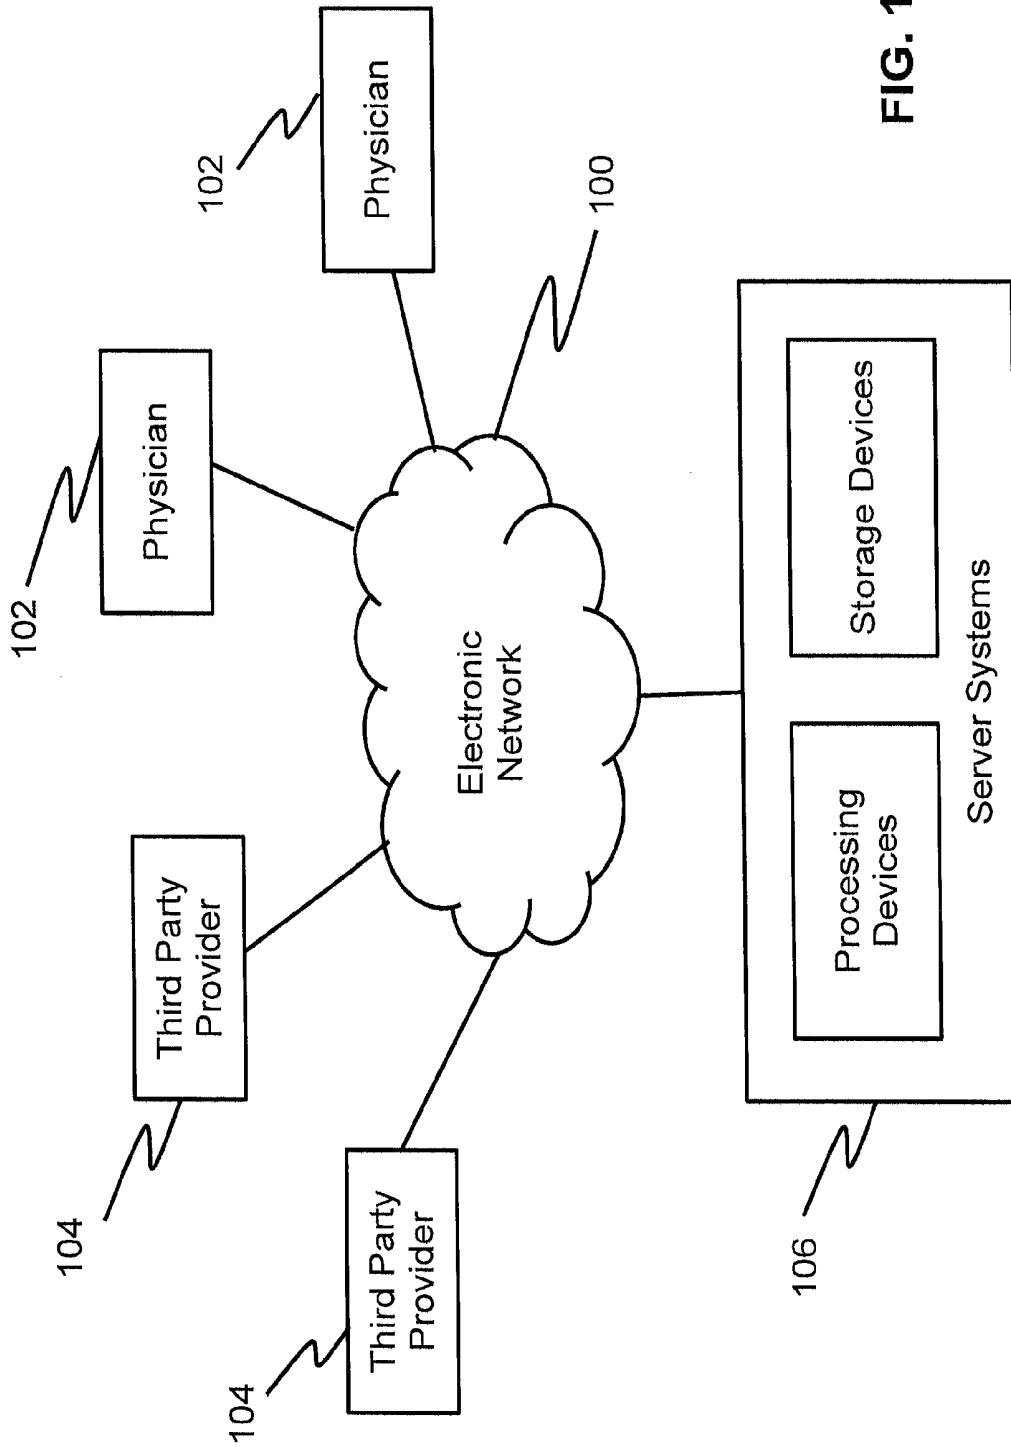 102
104
Physician
Third Party
Provider
102
104
Physician
Third Party
Provider
Electronic
Network
100
106
Processing
Devices
Storage Devices
Server Systems
FIG. 1